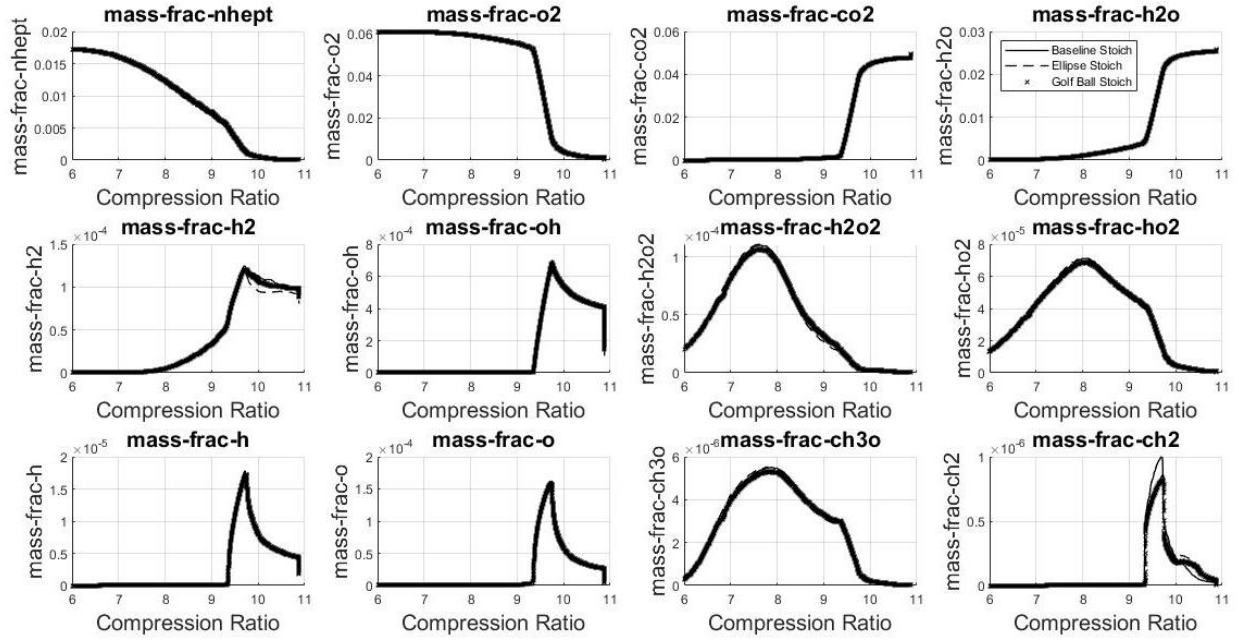 mass-frac-nhept
mass-frac-nhept
0.02
0.015
0.01
0.005
0
6 7 8 9 10 11
Compression Ratio
mass-frac-o2
mass-frac-o2
0.06
0.04
0.02
0
6 7 8 9 10 11
Compression Ratio
mass-frac-co2
mass-frac-co2
0.06
0.04
0.02
0
6 7 8 9 10 11
Compression Ratio
mass-frac-h2o
mass-frac-h2o
0.03
0.02
0.01
0
Baseline Stoich
Ellipse Stoich
Golf Ball Stoich
6 7 8 9 10 11
Compression Ratio
mass-frac-h2
mass-frac-h2
×10⁻⁴
1.5
1
0.5
0
6 7 8 9 10 11
Compression Ratio
mass-frac-oh
mass-frac-oh
×10⁻⁴
8
6
4
2
0
6 7 8 9 10 11
Compression Ratio
mass-frac-h2o2
mass-frac-h2o2
×10⁻⁴
1
0.5
0
6 7 8 9 10 11
Compression Ratio
mass-frac-ho2
mass-frac-ho2
×10⁻⁵
8
6
4
2
0
6 7 8 9 10 11
Compression Ratio
mass-frac-h
mass-frac-h
×10⁻⁵
2
1.5
1
0.5
0
6 7 8 9 10 11
Compression Ratio
mass-frac-o
mass-frac-o
×10⁻⁴
2
1.5
1
0.5
0
6 7 8 9 10 11
Compression Ratio
mass-frac-ch3o
mass-frac-ch3o
×10⁻⁶
6
4
2
0
6 7 8 9 10 11
Compression Ratio
mass-frac-ch2
mass-frac-ch2
×10⁻⁶
1
0.5
0
6 7 8 9 10 11
Compression Ratio